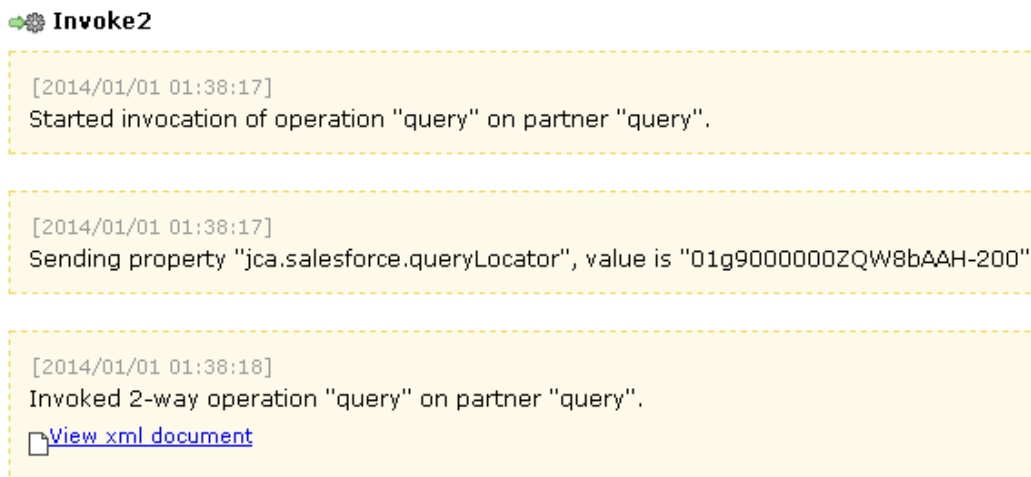 Invoke2
[2014/01/01 01:38:17]
Started invocation of operation "query" on partner "query".
[2014/01/01 01:38:17]
Sending property "jca.salesforce.queryLocator", value is "01g9000000ZQW8bAAH-200"
[2014/01/01 01:38:18]
Invoked 2-way operation "query" on partner "query".
View xml document